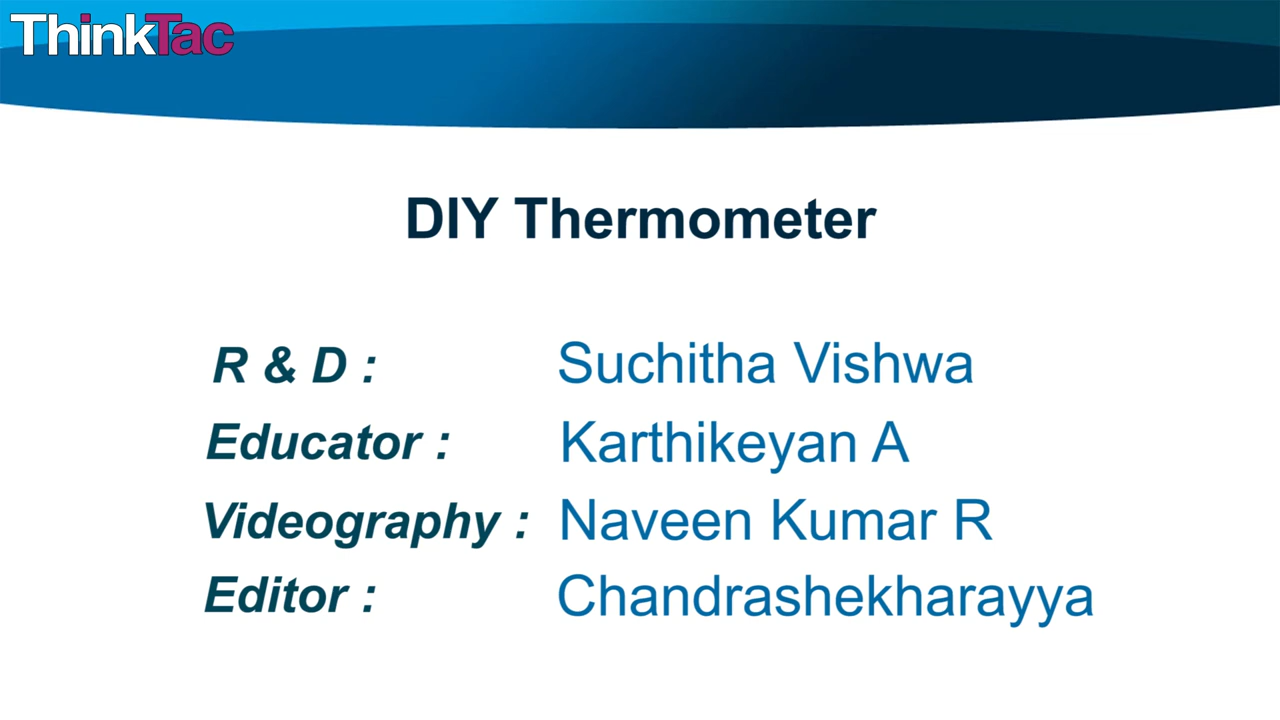 ThinkTac
DIY Thermometer
R & D : Suchitha Vishwa
Educator : Karthikeyan A
Videography : Naveen Kumar R
Editor : Chandrashekharayya